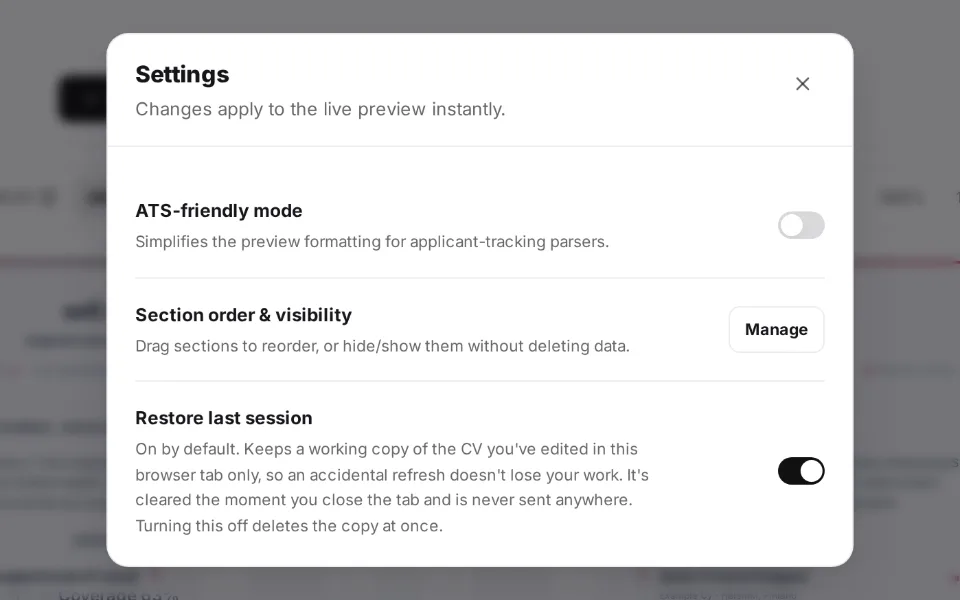 Settings
Changes apply to the live preview instantly.
ATS-friendly mode
Simplifies the preview formatting for applicant-tracking parsers.
Section order & visibility
Drag sections to reorder, or hide/show them without deleting data.
Manage
Restore last session
On by default. Keeps a working copy of the CV you've edited in this
browser tab only, so an accidental refresh doesn't lose your work. It's
cleared the moment you close the tab and is never sent anywhere.
Turning this off deletes the copy at once.
Coverage